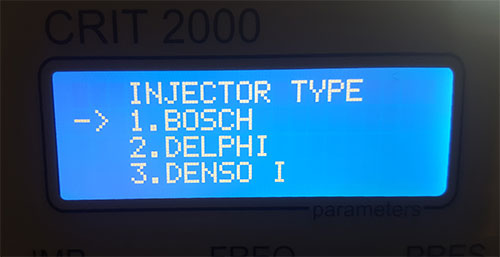 CRIT 2000
INJECTOR TYPE
-> 1.BOSCH
2.DELPHI
3.DENSO I
parameters